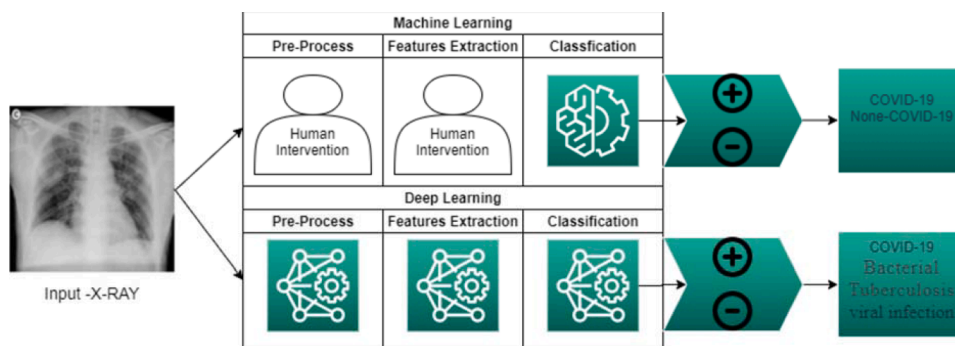 Machine Learning
Pre-Process
Features Extraction
Classfication
Human
Intervention
Human
Intervention
COVID-19
None-COVID-19
Deep Learning
Pre-Process
Features Extraction
Classification
COVID-19
Bacterial
Tuberculosis
viral infection
Input -X-RAY